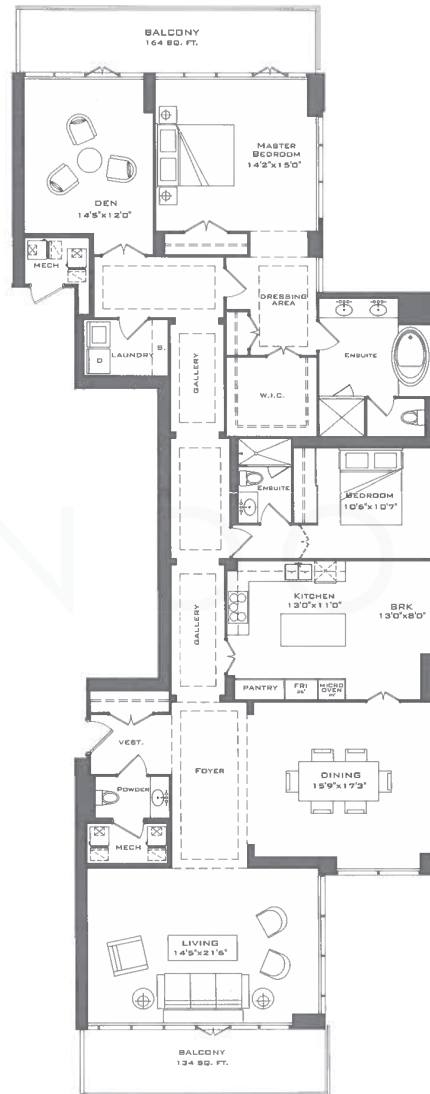 BALCONY
164 SQ. FT.
MASTER
BEDROOM
14'2"x15'0"
DEN
14'5"x12'0"
MECH
DRESSING
AREA
LAUNDRY
S.
D
GALLERY
ENSUITE
W.I.C.
ENSUITE
BEDROOM
10'6"x10'7"
KITCHEN
13'0"x11'0"
BRK
13'0"x8'0"
GALLERY
PANTRY
FRI
36"
MICRO
OVEN
VEST.
FOYER
DINING
15'9"x17'3"
POWDER
MECH
LIVING
14'5"x21'6"
BALCONY
134 SQ. FT.